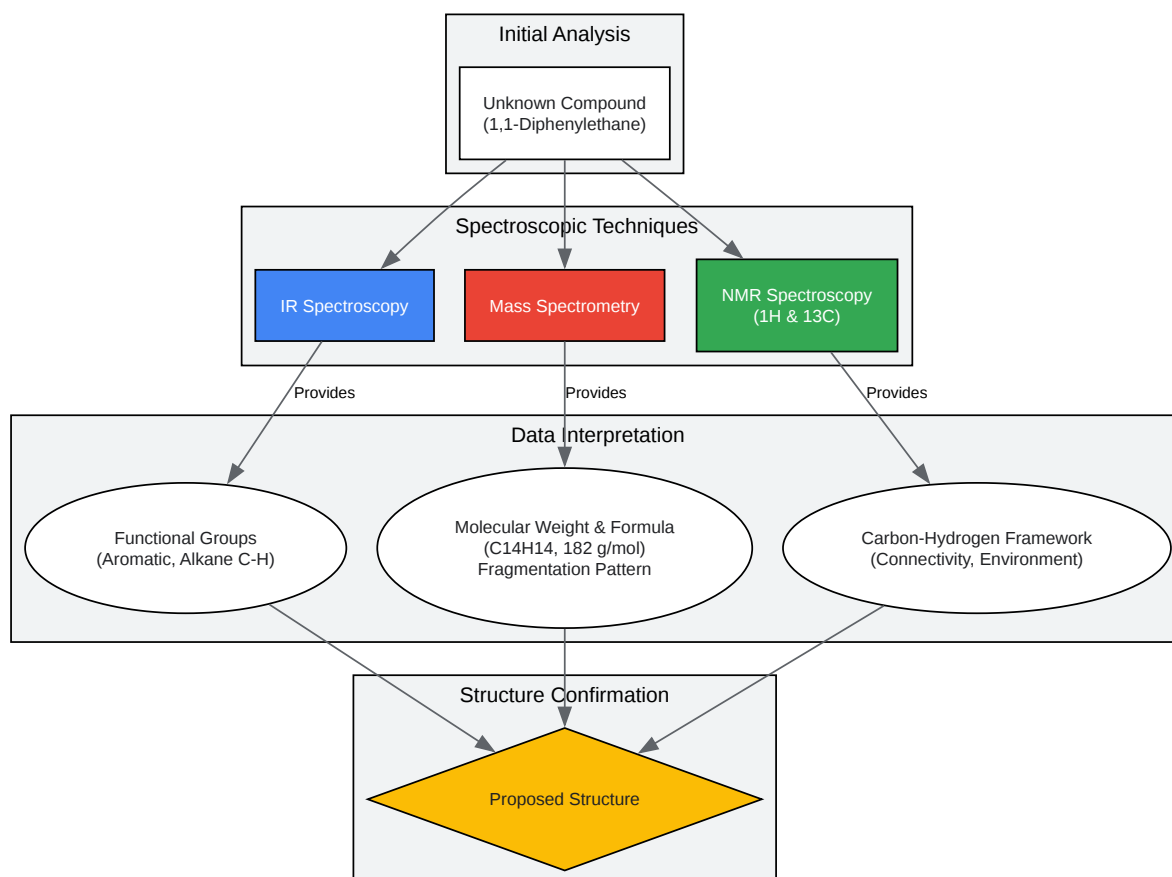 Initial Analysis
Unknown Compound
(1,1-Diphenylethane)
Spectroscopic Techniques
IR Spectroscopy
Mass Spectrometry
NMR Spectroscopy
(1H & 13C)
Provides
Provides
Provides
Data Interpretation
Functional Groups
(Aromatic, Alkane C-H)
Molecular Weight & Formula
(C14H14, 182 g/mol)
Fragmentation Pattern
Carbon-Hydrogen Framework
(Connectivity, Environment)
Structure Confirmation
Proposed Structure